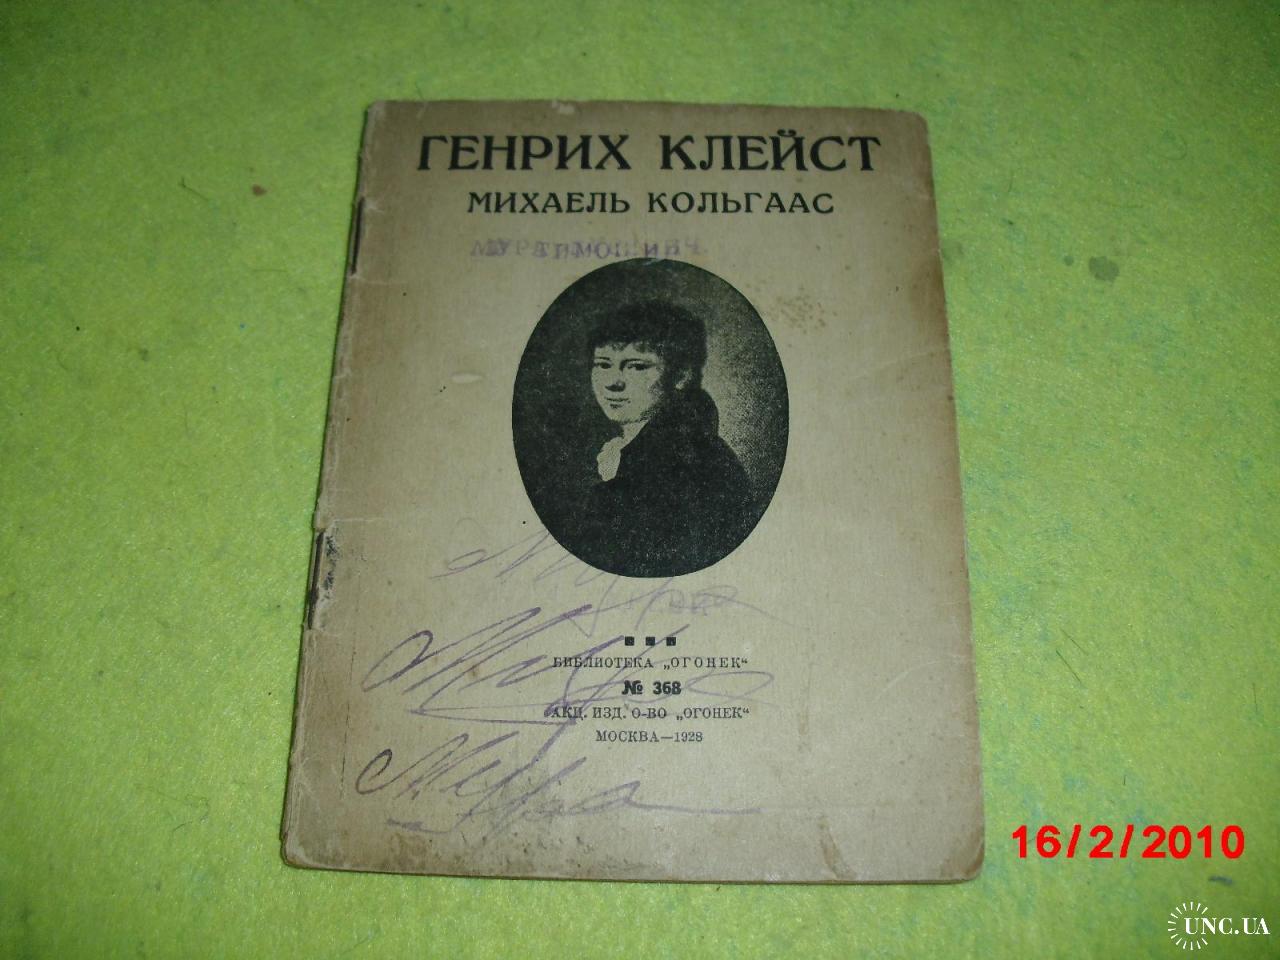 ГЕНРИХ КЛЕЙСТ
МИХАЕЛЬ КОЛЬГААС
БИБЛИОТЕКА „ОГОНЕК“
№ 368
АКЦ. ИЗД. О-ВО „ОГОНЕК“
МОСКВА—1928
16/2/2010
UNC.UA